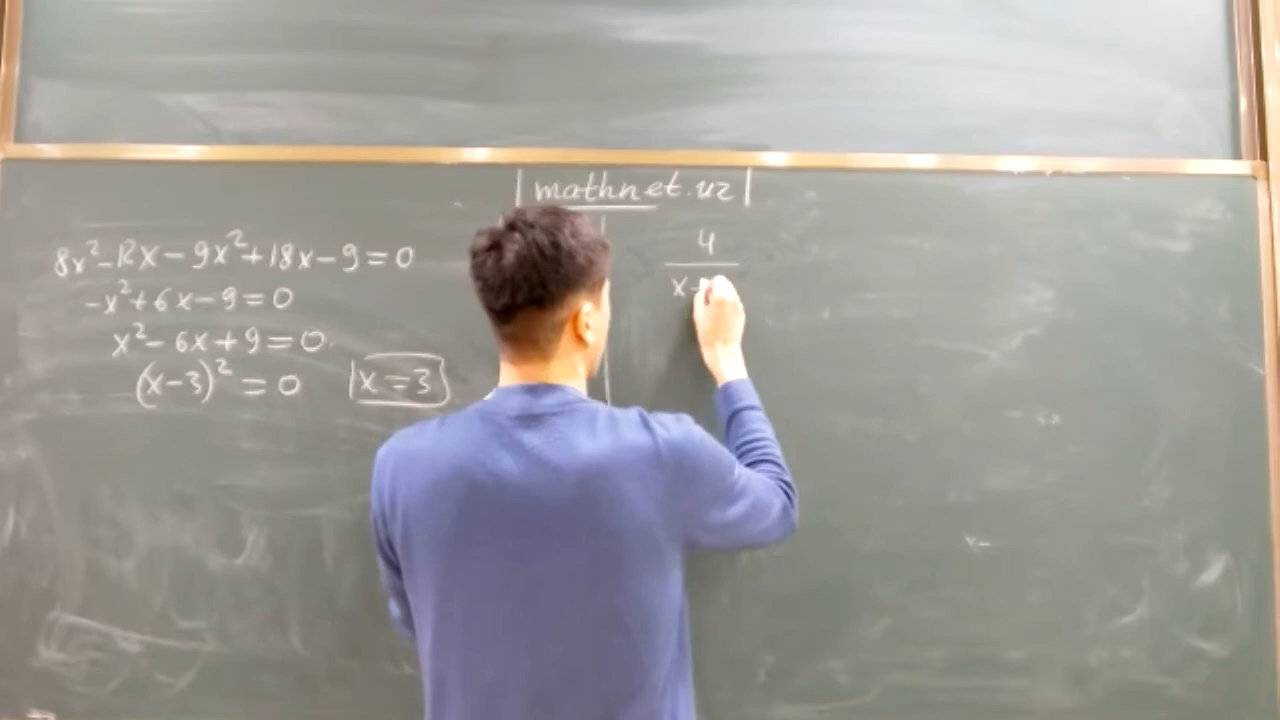 mathnet.uz
8x²-12x-9x²+18x-9=0
-x²+6x-9=0
x²-6x+9=0
(x-3)²=0 x=3
4
x